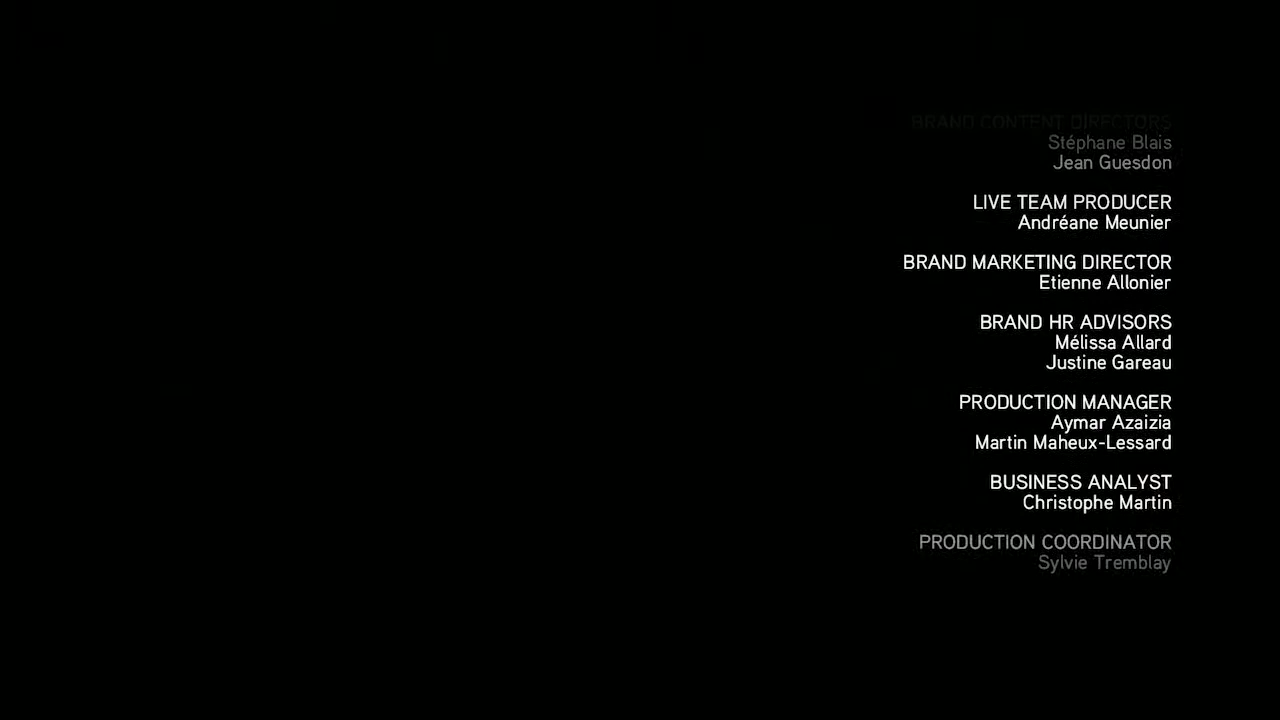 BRAND CONTENT DIRECTORS
Stéphane Blais
Jean Guesdon
LIVE TEAM PRODUCER
Andréane Meunier
BRAND MARKETING DIRECTOR
Etienne Allonier
BRAND HR ADVISORS
Mélissa Allard
Justine Gareau
PRODUCTION MANAGER
Aymar Azaizia
Martin Maheux-Lessard
BUSINESS ANALYST
Christophe Martin
PRODUCTION COORDINATOR
Sylvie Tremblay